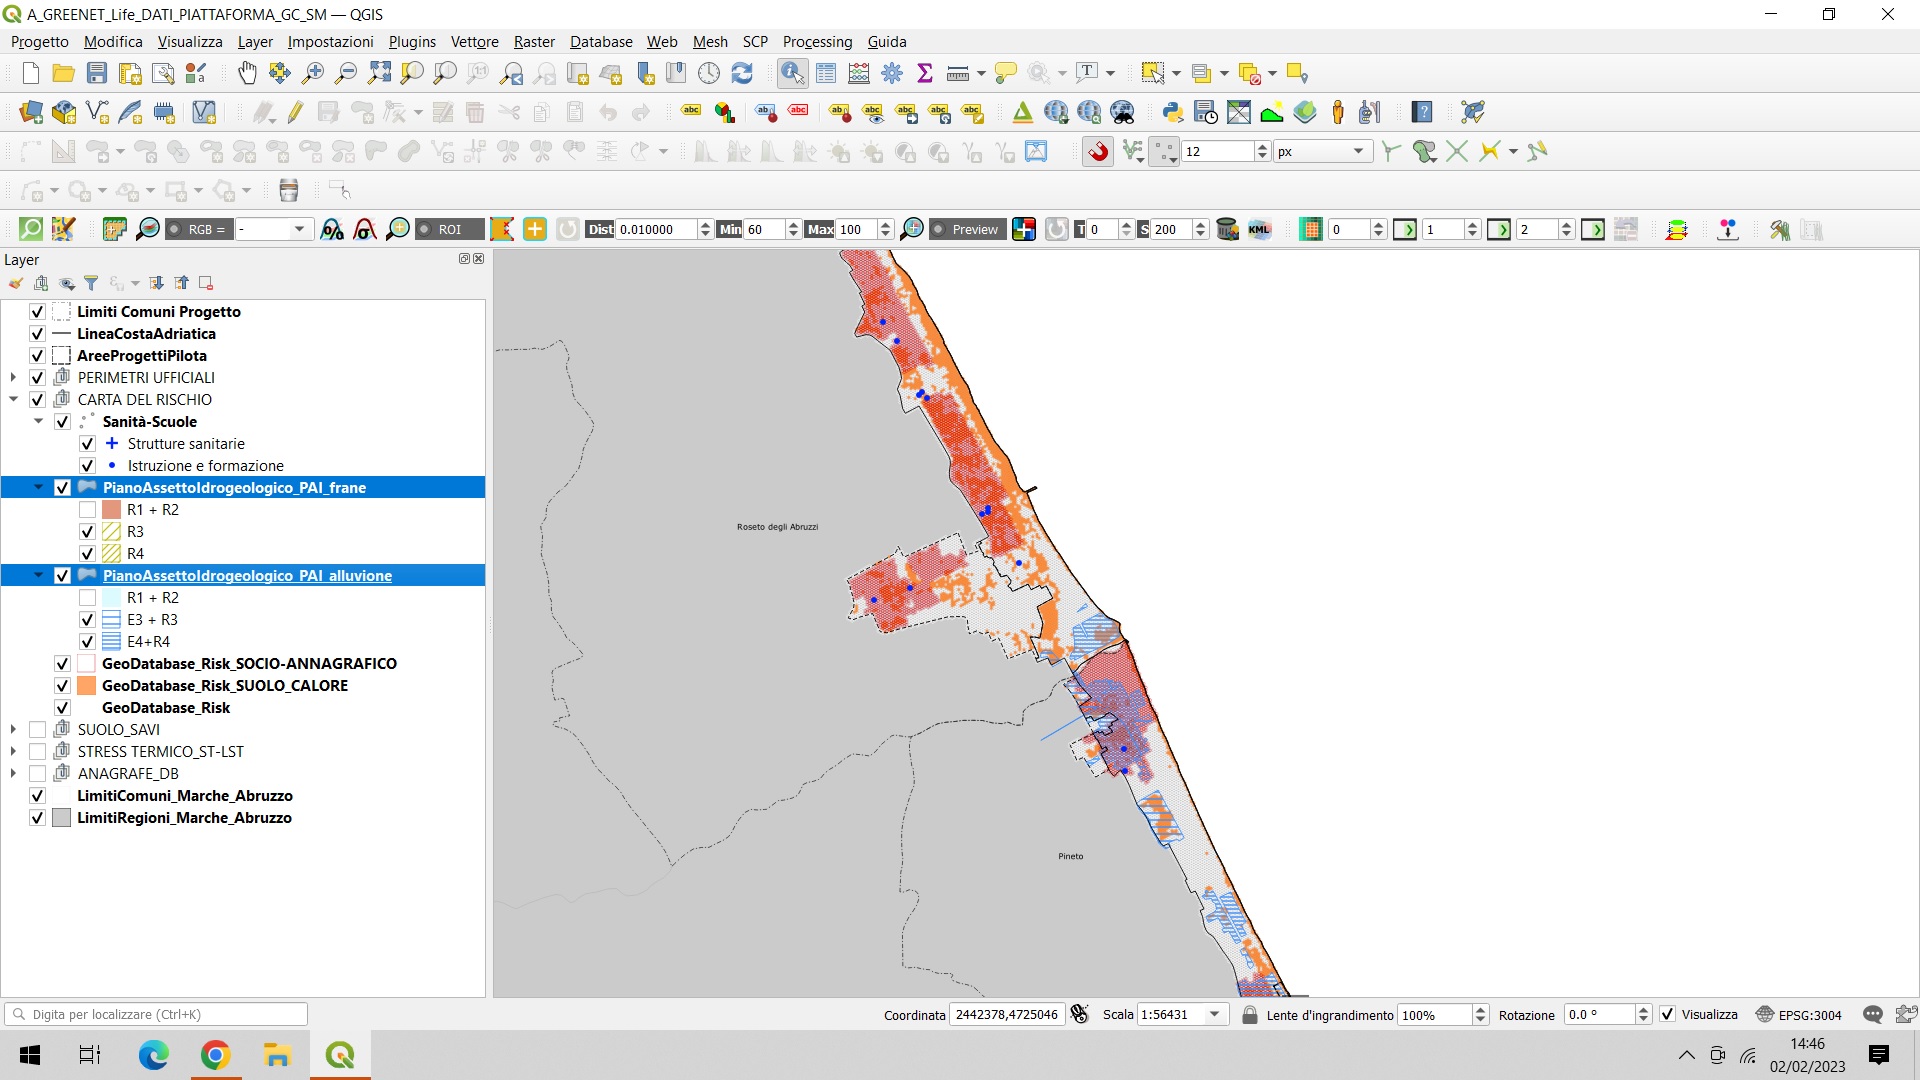 A_GREENET_Life_DATI_PIATTAFORMA_GC_SM — QGIS
Progetto Modifica Visualizza Layer Impostazioni Plugins Vettore Raster Database Web Mesh SCP Processing Guida
12 px
RGB = - ROI Dist 0.010000 Min 60 Max 100 Preview T 0 S 200 KML 0 1 2
Layer
Limiti Comuni Progetto
LineaCostaAdriatica
AreeProgettiPilota
PERIMETRI UFFICIALI
CARTA DEL RISCHIO
Sanità-Scuole
Strutture sanitarie
Istruzione e formazione
PianoAssettoIdrogeologico_PAI_frane
R1 + R2
R3
R4
PianoAssettoIdrogeologico_PAI_alluvione
R1 + R2
E3 + R3
E4+R4
GeoDatabase_Risk_SOCIO-ANNAGRAFICO
GeoDatabase_Risk_SUOLO_CALORE
GeoDatabase_Risk
SUOLO_SAVI
STRESS TERMICO_ST-LST
ANAGRAFE_DB
LimitiComuni_Marche_Abruzzo
LimitiRegioni_Marche_Abruzzo
Roseto degli Abruzzi
Pineto
Digita per localizzare (Ctrl+K)
Coordinata 2442378,4725046 Scala 1:56431 Lente d'ingrandimento 100% Rotazione 0.0 ° Visualizza EPSG:3004
14:46
02/02/2023